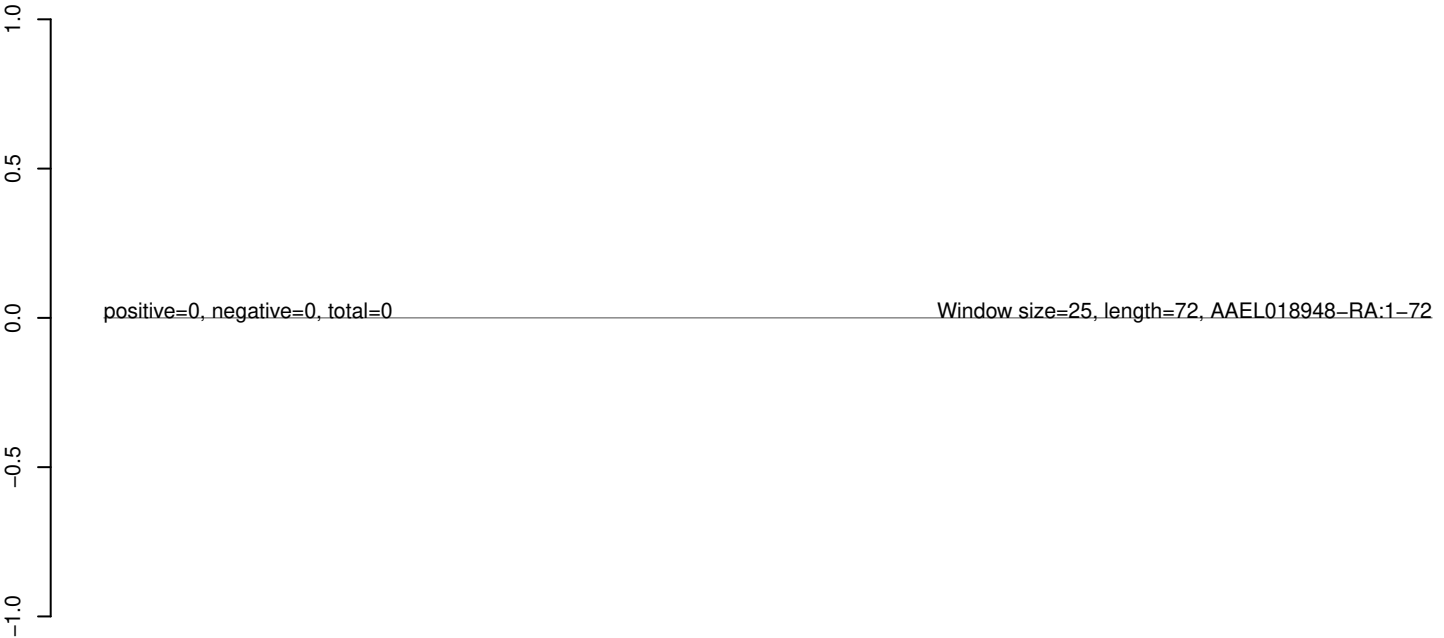 1.0
0.5
0.0
−0.5
−1.0
positive=0, negative=0, total=0
Window size=25, length=72, AAEL018948−RA:1−72